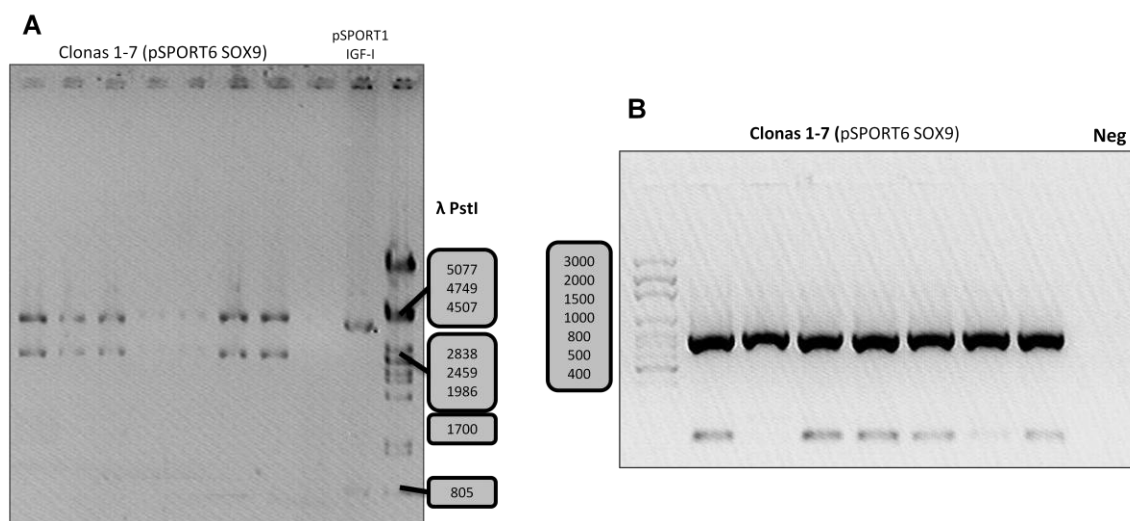 A
Clonas 1-7 (pSPORT6 SOX9)
pSPORT1
IGF-I
λ PstI
5077
4749
4507
2838
2459
1986
1700
805
B
Clonas 1-7 (pSPORT6 SOX9)
Neg
3000
2000
1500
1000
800
500
400